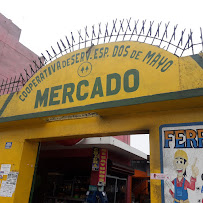 COOPERATIVA DE SERV. ESP. DOS DE MAYO
MERCADO
FERR